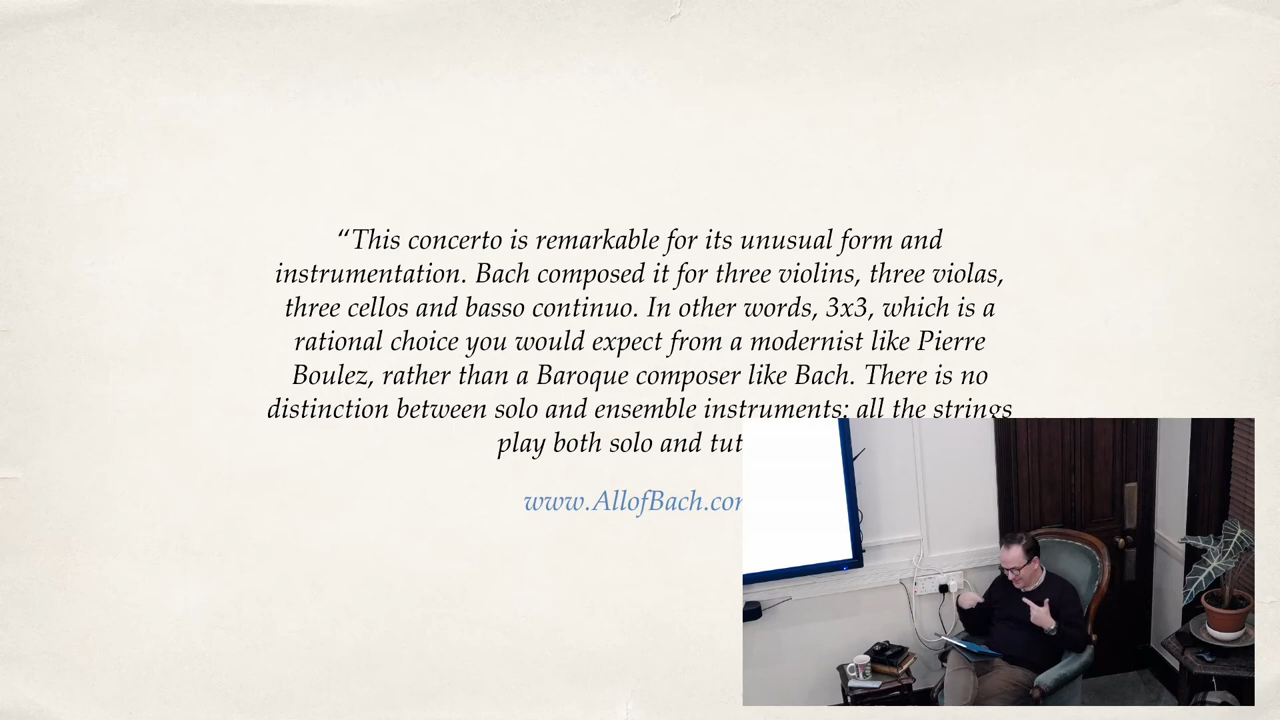 “This concerto is remarkable for its unusual form and
instrumentation. Bach composed it for three violins, three violas,
three cellos and basso continuo. In other words, 3x3, which is a
rational choice you would expect from a modernist like Pierre
Boulez, rather than a Baroque composer like Bach. There is no
distinction between solo and ensemble instruments: all the strings
play both solo and tut
www.AllofBach.com